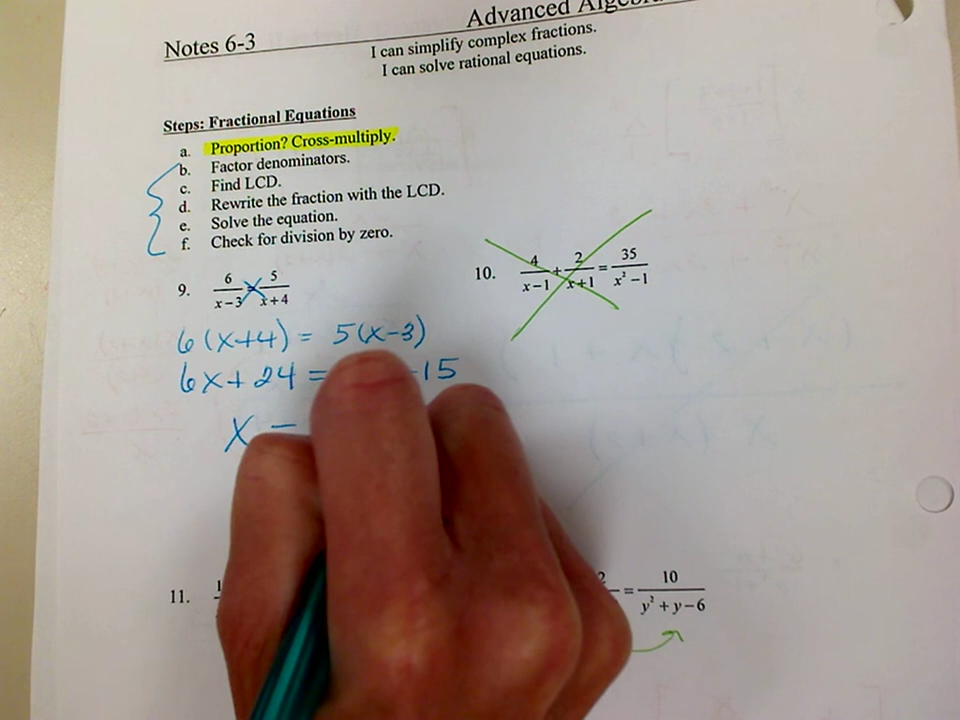 Advanced Algebra
Notes 6-3
I can simplify complex fractions.
I can solve rational equations.
Steps: Fractional Equations
a. Proportion? Cross-multiply.
b. Factor denominators.
c. Find LCD.
d. Rewrite the fraction with the LCD.
e. Solve the equation.
f. Check for division by zero.
9. 6/(x-3) = 5/(x+4)
10. 4/(x-1) + 2/(x+1) = 35/(x²-1)
6(x+4) = 5(x-3)
6x+24 = -15
x =
11.
= 10/(y²+y-6)